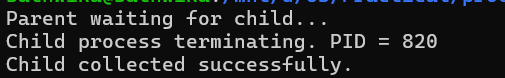 Parent waiting for child...
Child process terminating. PID = 820
Child collected successfully.